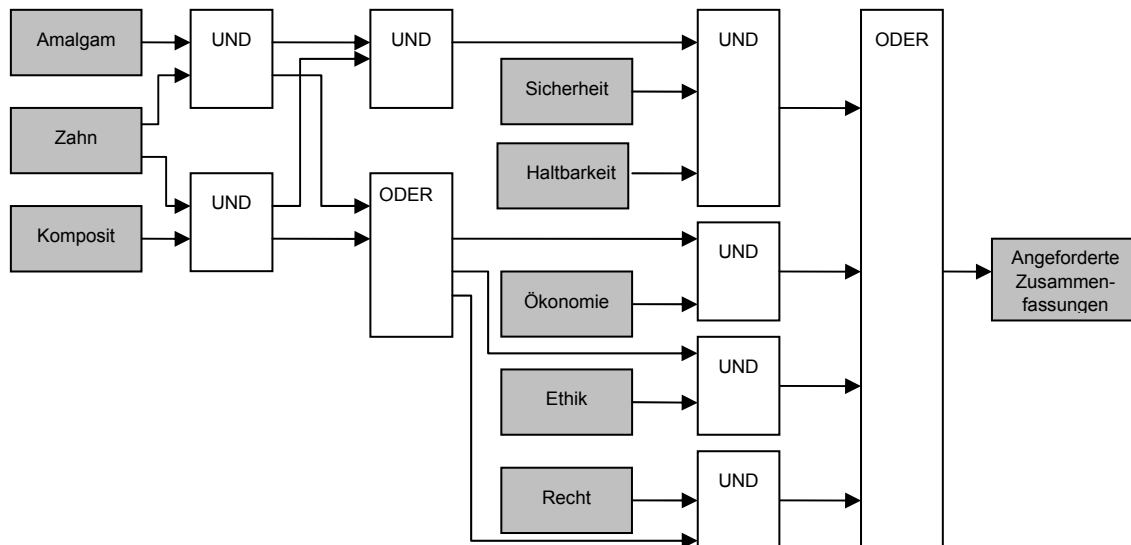 Amalgam
UND
UND
UND
ODER
Sicherheit
Zahn
Haltbarkeit
UND
ODER
Komposit
UND
Angeforderte
Zusammen-
fassungen
Ökonomie
UND
Ethik
UND
Recht